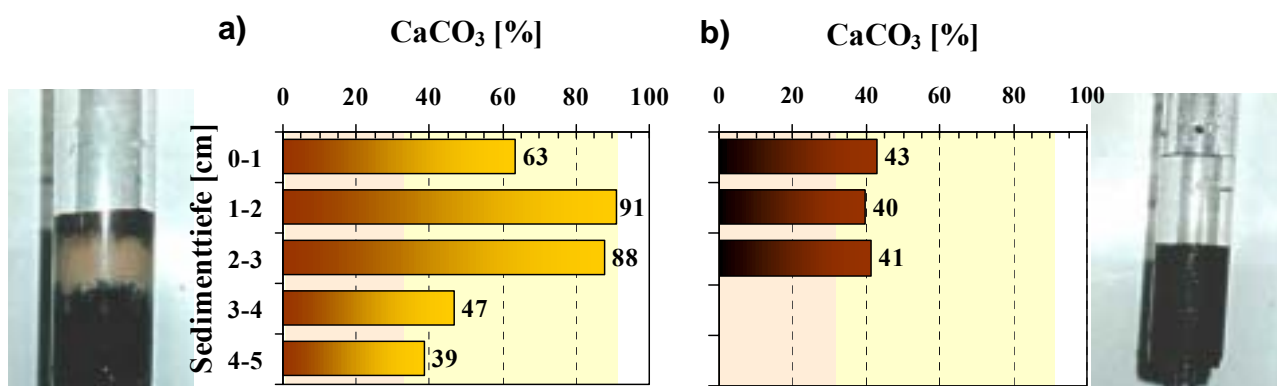 a) CaCO₃ [%]
0 20 40 60 80 100
Sedimenttiefe [cm]
0-1 63
1-2 91
2-3 88
3-4 47
4-5 39
b) CaCO₃ [%]
0 20 40 60 80 100
43
40
41